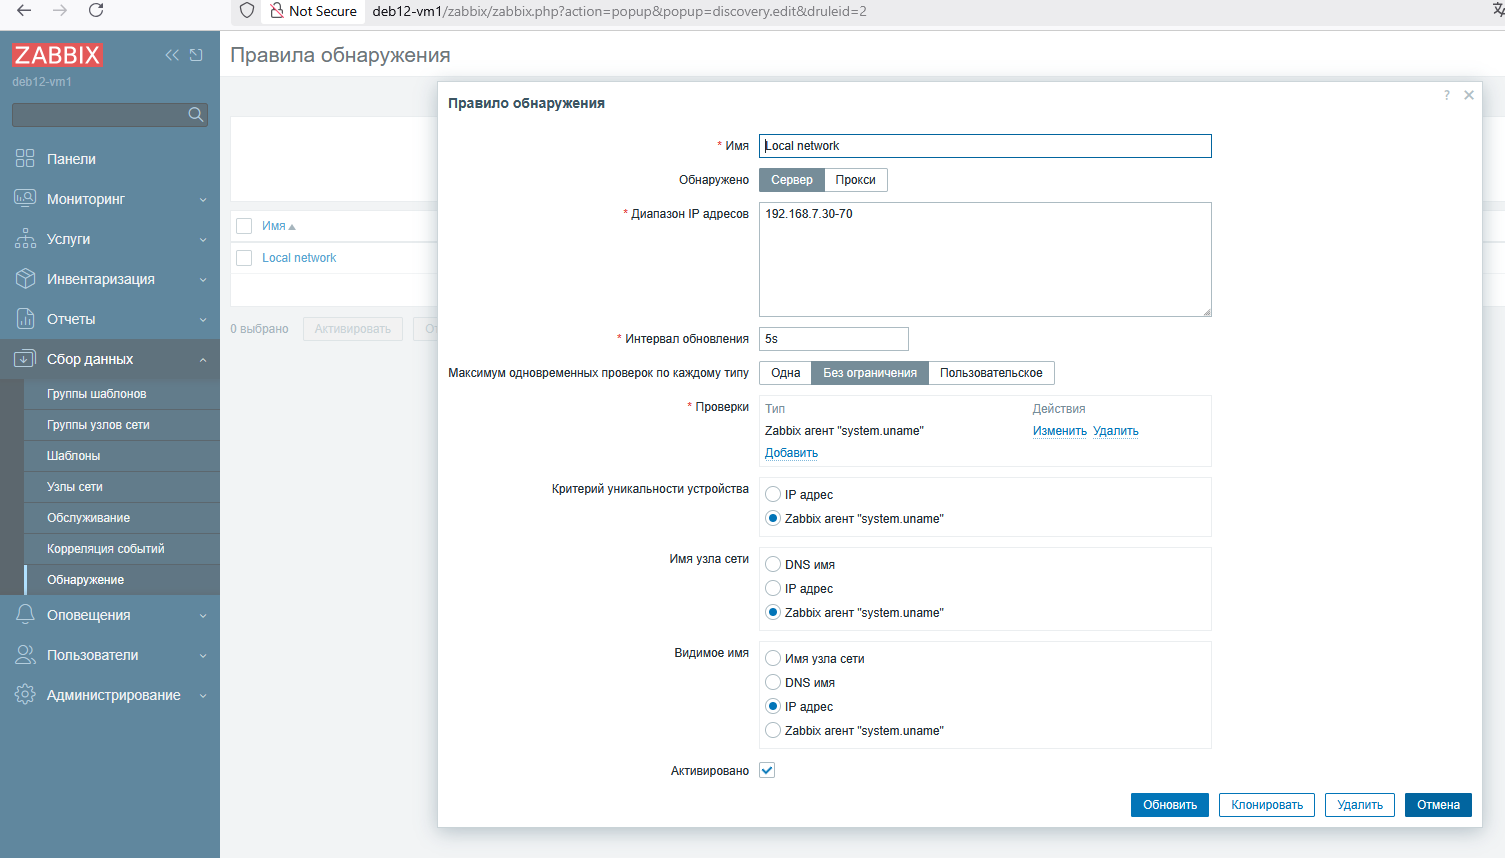 Not Secure deb12-vm1/zabbix/zabbix.php?action=popup&popup=discovery.edit&druleid=2
ZABBIX
deb12-vm1
Панели
Мониторинг
Услуги
Инвентаризация
Отчеты
Сбор данных
Группы шаблонов
Группы узлов сети
Шаблоны
Узлы сети
Обслуживание
Корреляция событий
Обнаружение
Оповещения
Пользователи
Администрирование
Правила обнаружения
Имя
Local network
0 выбрано Активировать
Правило обнаружения
? ×
* Имя Local network
Обнаружено Сервер Прокси
* Диапазон IP адресов 192.168.7.30-70
* Интервал обновления 5s
Максимум одновременных проверок по каждому типу Одна Без ограничения Пользовательское
* Проверки Тип Действия
Zabbix агент "system.uname" Изменить Удалить
Добавить
Критерий уникальности устройства IP адрес
Zabbix агент "system.uname"
Имя узла сети DNS имя
IP адрес
Zabbix агент "system.uname"
Видимое имя Имя узла сети
DNS имя
IP адрес
Zabbix агент "system.uname"
Активировано
Обновить Клонировать Удалить Отмена